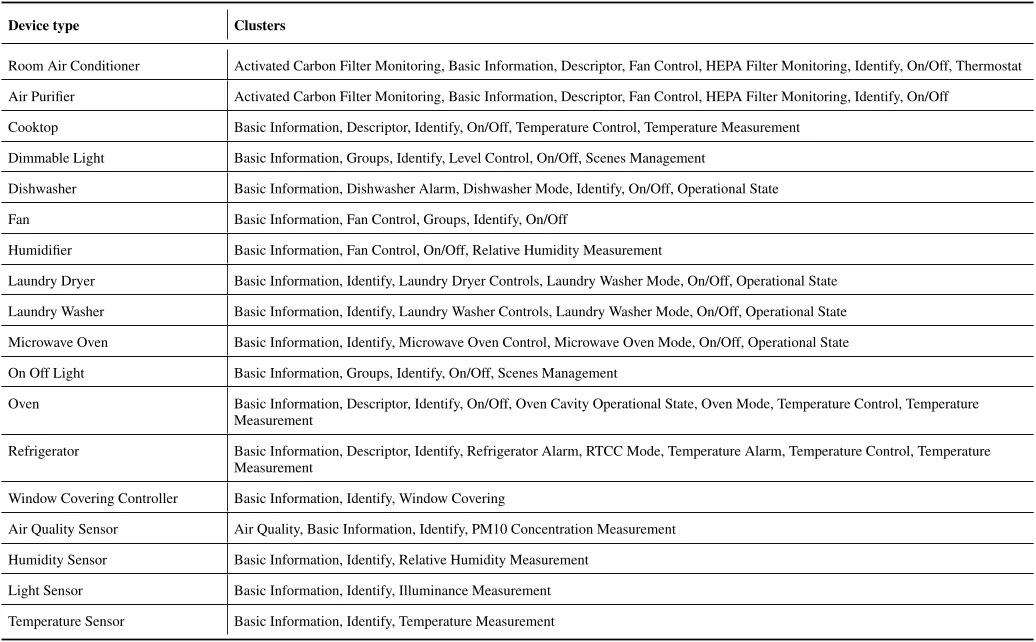 Device type Clusters
Room Air Conditioner Activated Carbon Filter Monitoring, Basic Information, Descriptor, Fan Control, HEPA Filter Monitoring, Identify, On/Off, Thermostat
Air Purifier Activated Carbon Filter Monitoring, Basic Information, Descriptor, Fan Control, HEPA Filter Monitoring, Identify, On/Off
Cooktop Basic Information, Descriptor, Identify, On/Off, Temperature Control, Temperature Measurement
Dimmable Light Basic Information, Groups, Identify, Level Control, On/Off, Scenes Management
Dishwasher Basic Information, Dishwasher Alarm, Dishwasher Mode, Identify, On/Off, Operational State
Fan Basic Information, Fan Control, Groups, Identify, On/Off
Humidifier Basic Information, Fan Control, On/Off, Relative Humidity Measurement
Laundry Dryer Basic Information, Identify, Laundry Dryer Controls, Laundry Washer Mode, On/Off, Operational State
Laundry Washer Basic Information, Identify, Laundry Washer Controls, Laundry Washer Mode, On/Off, Operational State
Microwave Oven Basic Information, Identify, Microwave Oven Control, Microwave Oven Mode, On/Off, Operational State
On Off Light Basic Information, Groups, Identify, On/Off, Scenes Management
Oven Basic Information, Descriptor, Identify, On/Off, Oven Cavity Operational State, Oven Mode, Temperature Control, Temperature
Measurement
Refrigerator Basic Information, Descriptor, Identify, Refrigerator Alarm, RTCC Mode, Temperature Alarm, Temperature Control, Temperature
Measurement
Window Covering Controller Basic Information, Identify, Window Covering
Air Quality Sensor Air Quality, Basic Information, Identify, PM10 Concentration Measurement
Humidity Sensor Basic Information, Identify, Relative Humidity Measurement
Light Sensor Basic Information, Identify, Illuminance Measurement
Temperature Sensor Basic Information, Identify, Temperature Measurement